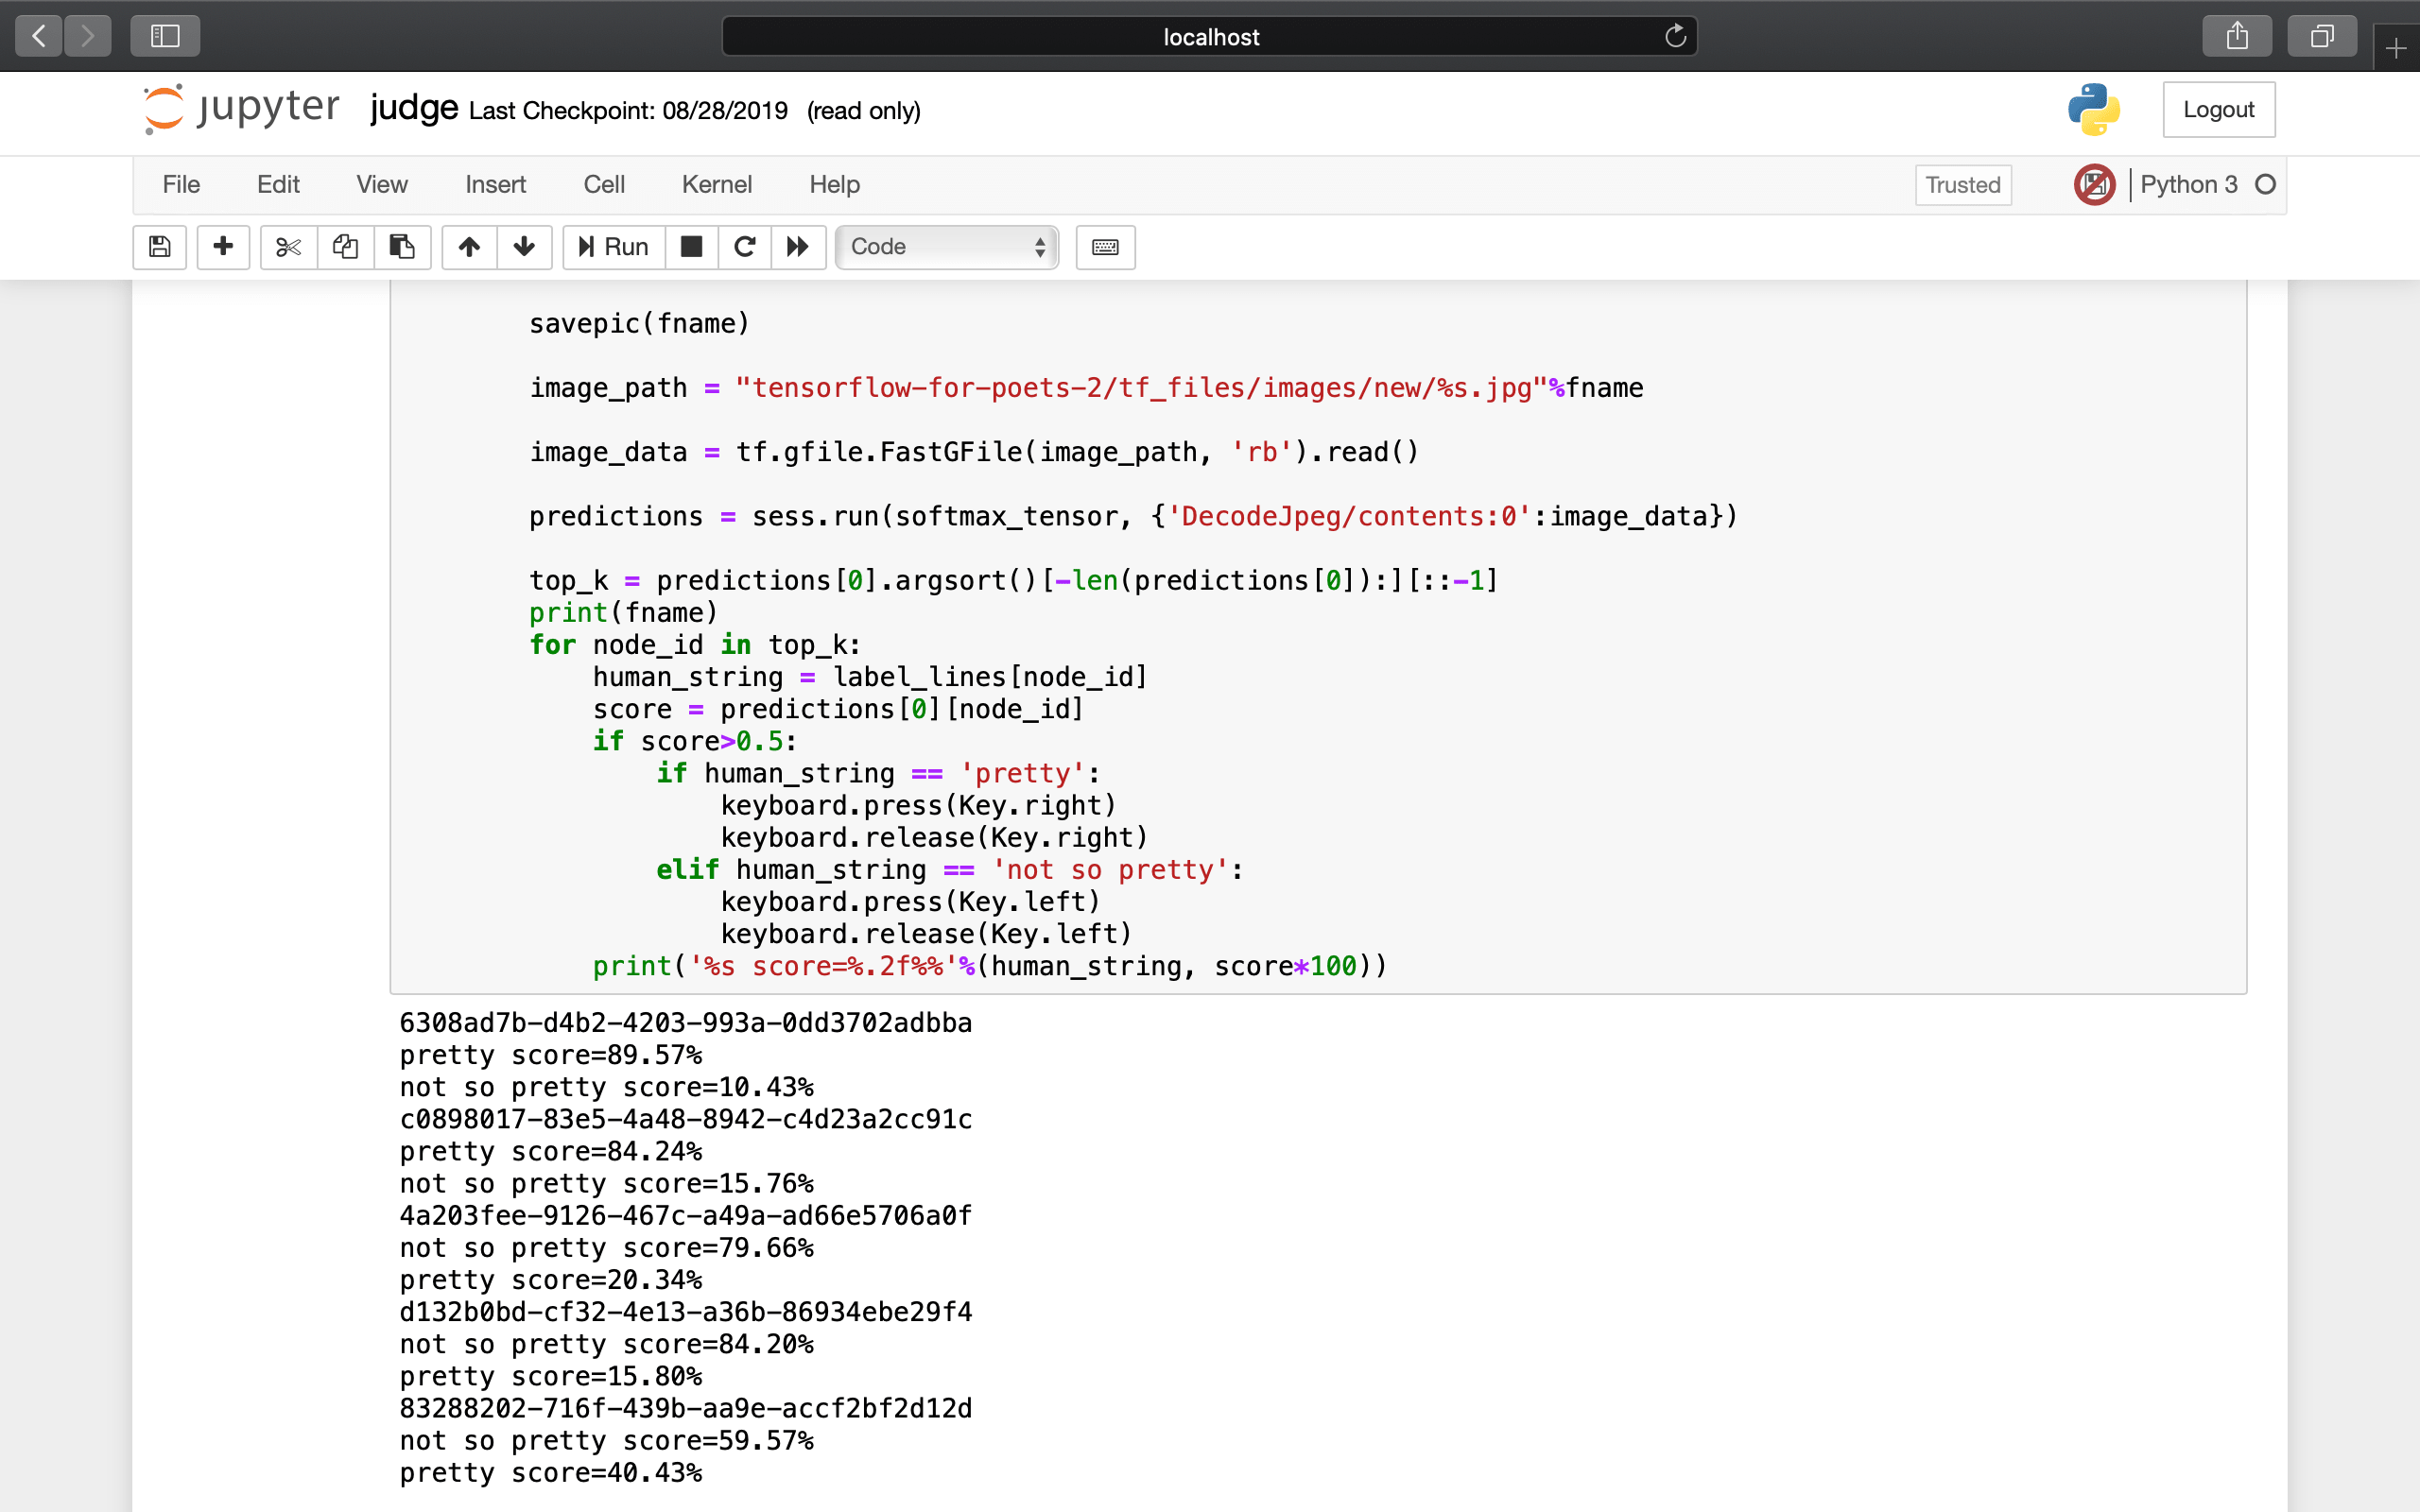 localhost
jupyter judge Last Checkpoint: 08/28/2019 (read only)
Logout
File Edit View Insert Cell Kernel Help
Trusted
Python 3
Run
Code
savepic(fname)
image_path = "tensorflow-for-poets-2/tf_files/images/new/%s.jpg"%fname
image_data = tf.gfile.FastGFile(image_path, 'rb').read()
predictions = sess.run(softmax_tensor, {'DecodeJpeg/contents:0':image_data})
top_k = predictions[0].argsort()[-len(predictions[0]):][::-1]
print(fname)
for node_id in top_k:
    human_string = label_lines[node_id]
    score = predictions[0][node_id]
    if score>0.5:
        if human_string == 'pretty':
            keyboard.press(Key.right)
            keyboard.release(Key.right)
        elif human_string == 'not so pretty':
            keyboard.press(Key.left)
            keyboard.release(Key.left)
    print('%s score=%.2f%%'%(human_string, score*100))
6308ad7b-d4b2-4203-993a-0dd3702adbba
pretty score=89.57%
not so pretty score=10.43%
c0898017-83e5-4a48-8942-c4d23a2cc91c
pretty score=84.24%
not so pretty score=15.76%
4a203fee-9126-467c-a49a-ad66e5706a0f
not so pretty score=79.66%
pretty score=20.34%
d132b0bd-cf32-4e13-a36b-86934ebe29f4
not so pretty score=84.20%
pretty score=15.80%
83288202-716f-439b-aa9e-accf2bf2d12d
not so pretty score=59.57%
pretty score=40.43%